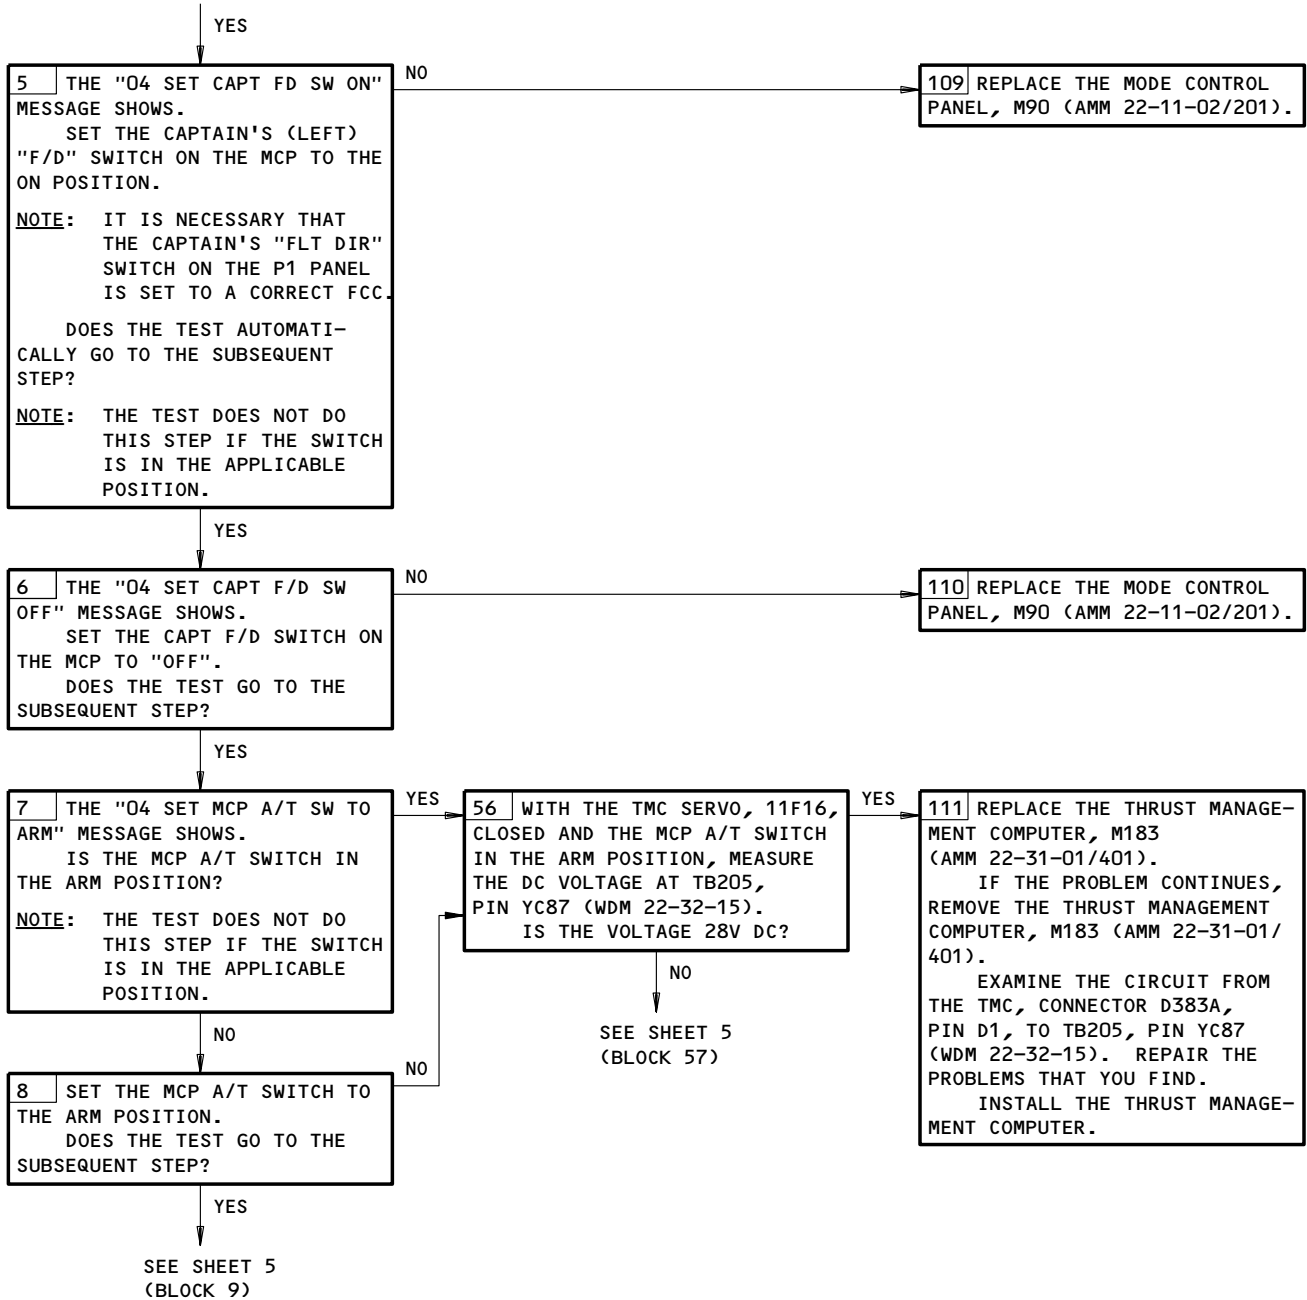 YES
5 THE "04 SET CAPT FD SW ON"
MESSAGE SHOWS.
SET THE CAPTAIN'S (LEFT)
"F/D" SWITCH ON THE MCP TO THE
ON POSITION.
NOTE: IT IS NECESSARY THAT
THE CAPTAIN'S "FLT DIR"
SWITCH ON THE P1 PANEL
IS SET TO A CORRECT FCC.
DOES THE TEST AUTOMATI-
CALLY GO TO THE SUBSEQUENT
STEP?
NOTE: THE TEST DOES NOT DO
THIS STEP IF THE SWITCH
IS IN THE APPLICABLE
POSITION.
NO
109 REPLACE THE MODE CONTROL
PANEL, M90 (AMM 22-11-02/201).
YES
6 THE "04 SET CAPT F/D SW
OFF" MESSAGE SHOWS.
SET THE CAPT F/D SWITCH ON
THE MCP TO "OFF".
DOES THE TEST GO TO THE
SUBSEQUENT STEP?
NO
110 REPLACE THE MODE CONTROL
PANEL, M90 (AMM 22-11-02/201).
YES
7 THE "04 SET MCP A/T SW TO
ARM" MESSAGE SHOWS.
IS THE MCP A/T SWITCH IN
THE ARM POSITION?
NOTE: THE TEST DOES NOT DO
THIS STEP IF THE SWITCH
IS IN THE APPLICABLE
POSITION.
YES
56 WITH THE TMC SERVO, 11F16,
CLOSED AND THE MCP A/T SWITCH
IN THE ARM POSITION, MEASURE
THE DC VOLTAGE AT TB205,
PIN YC87 (WDM 22-32-15).
IS THE VOLTAGE 28V DC?
YES
111 REPLACE THE THRUST MANAGE-
MENT COMPUTER, M183
(AMM 22-31-01/401).
IF THE PROBLEM CONTINUES,
REMOVE THE THRUST MANAGEMENT
COMPUTER, M183 (AMM 22-31-01/
401).
EXAMINE THE CIRCUIT FROM
THE TMC, CONNECTOR D383A,
PIN D1, TO TB205, PIN YC87
(WDM 22-32-15). REPAIR THE
PROBLEMS THAT YOU FIND.
INSTALL THE THRUST MANAGE-
MENT COMPUTER.
NO
SEE SHEET 5
(BLOCK 57)
NO
8 SET THE MCP A/T SWITCH TO
THE ARM POSITION.
DOES THE TEST GO TO THE
SUBSEQUENT STEP?
NO
YES
SEE SHEET 5
(BLOCK 9)